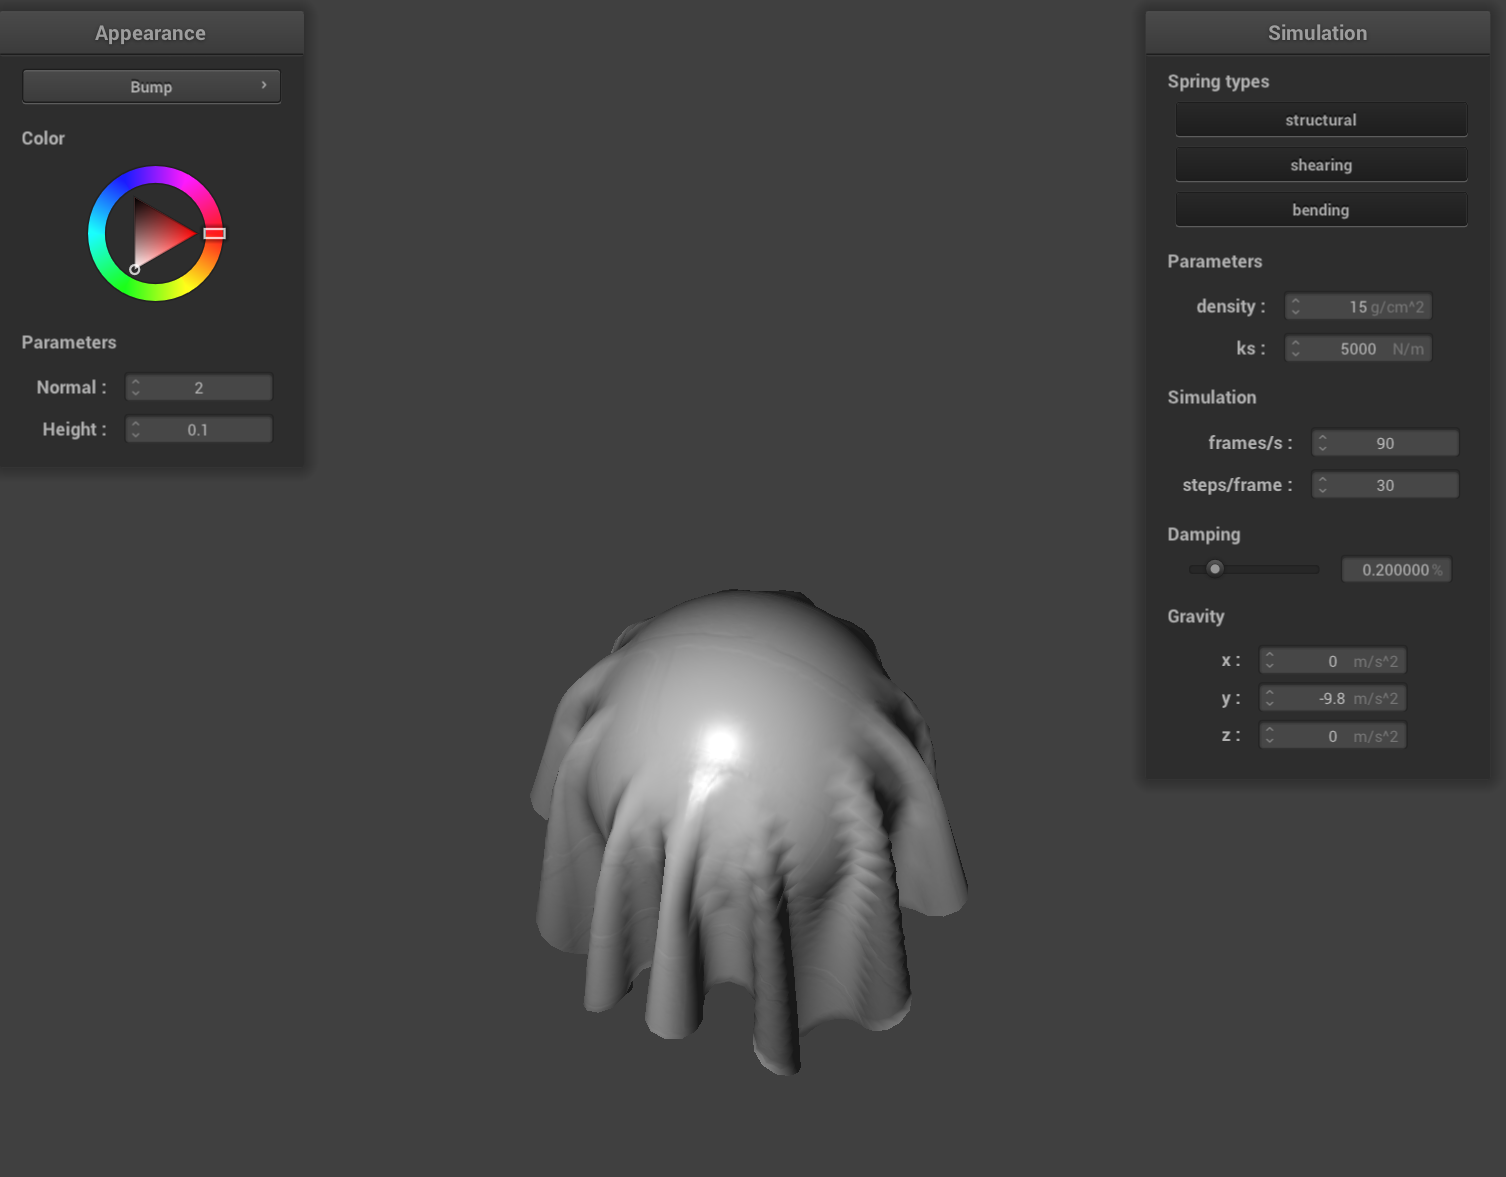 Appearance
Bump
Color
Parameters
Normal : 2
Height : 0.1
Simulation
Spring types
structural
shearing
bending
Parameters
density : 15 g/cm^2
ks : 5000 N/m
Simulation
frames/s : 90
steps/frame : 30
Damping
0.200000 %
Gravity
x : 0 m/s^2
y : -9.8 m/s^2
z : 0 m/s^2